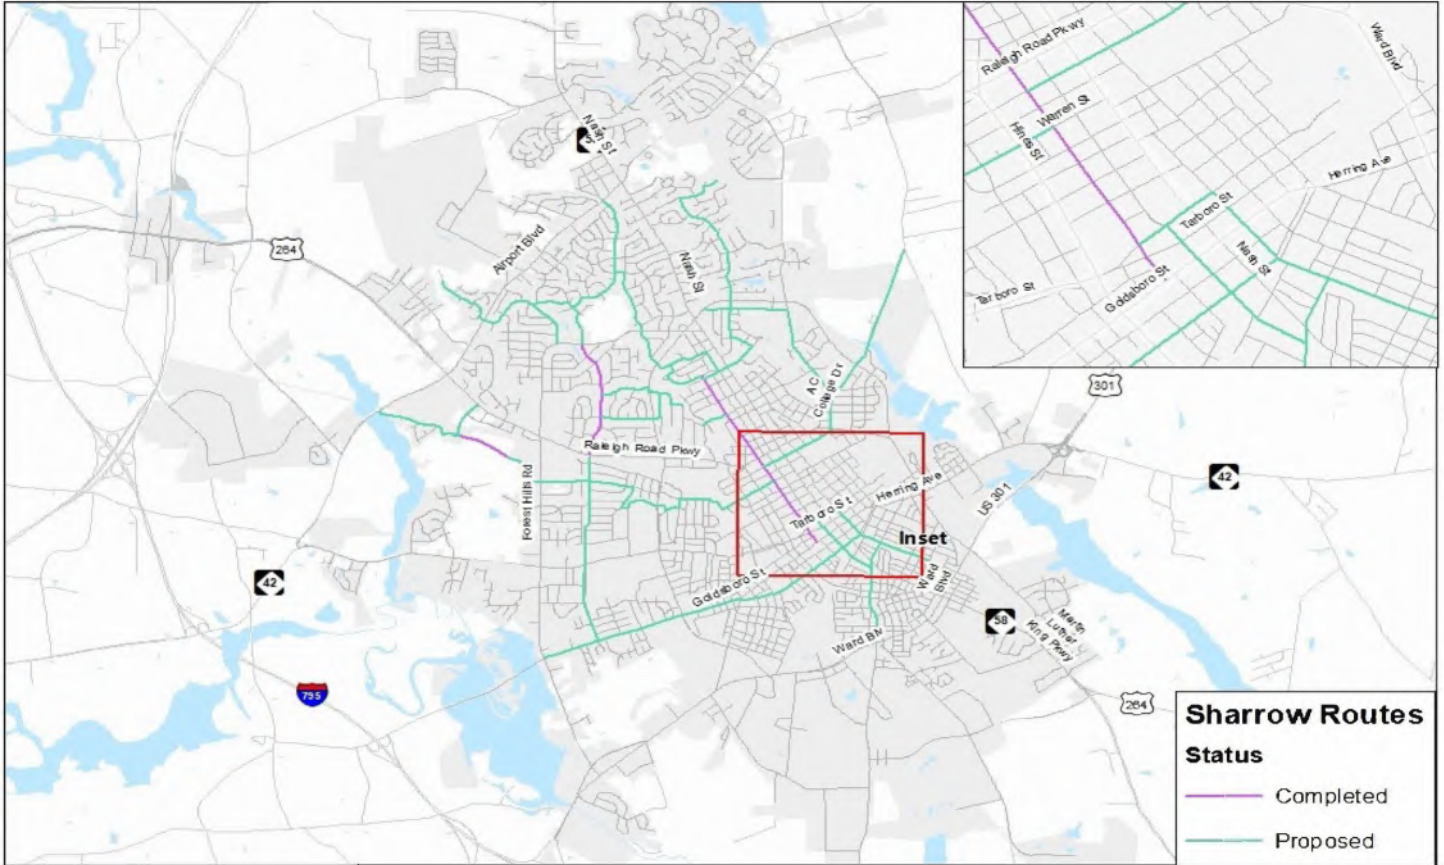 Raleigh Road Pkwy
Ward Blvd
Warren St
Hines St
Herring Ave
Tarboro St
Nash St
Goldsboro St
Tarboro St
Nash St
264
Airport Blvd
Nash St
AC
College Dr
301
Raleigh Road Pkwy
Forest Hills Rd
42
Herring Ave
US 301
Tarboro St
Inset
42
Goldsboro St
Ward
Blvd
58
Martin
Luther
King Pkwy
Ward Blv
795
264
Sharrow Routes
Status
Completed
Proposed